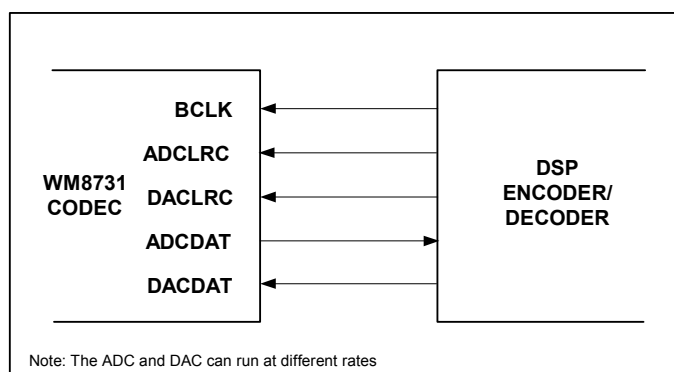 BCLK
ADCLRC
WM8731
CODEC
DACLRC
ADCDAT
DACDAT
DSP
ENCODER/
DECODER
Note: The ADC and DAC can run at different rates